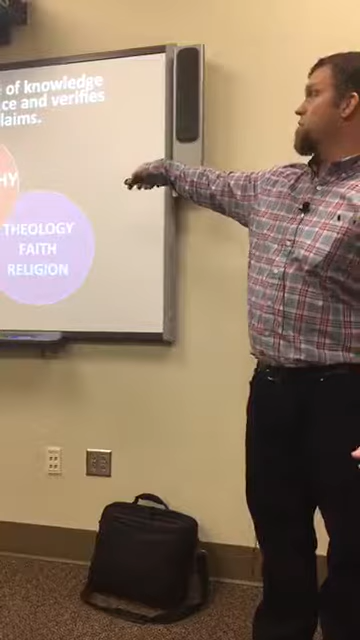 of knowledge
ce and verifies
laims.
HY
THEOLOGY
FAITH
RELIGION